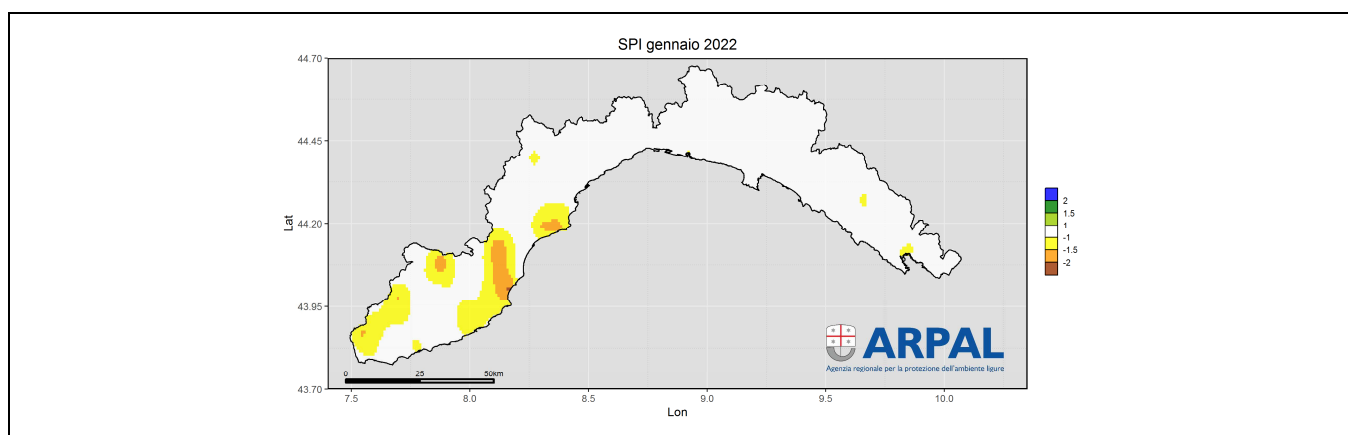 SPI gennaio 2022
44.70
44.45
44.20
43.95
43.70
Lat
2
1.5
1
-1
-1.5
-2
ARPAL
Agenzia regionale per la protezione dell'ambiente ligure
0 25 50km
7.5 8.0 8.5 9.0 9.5 10.0
Lon